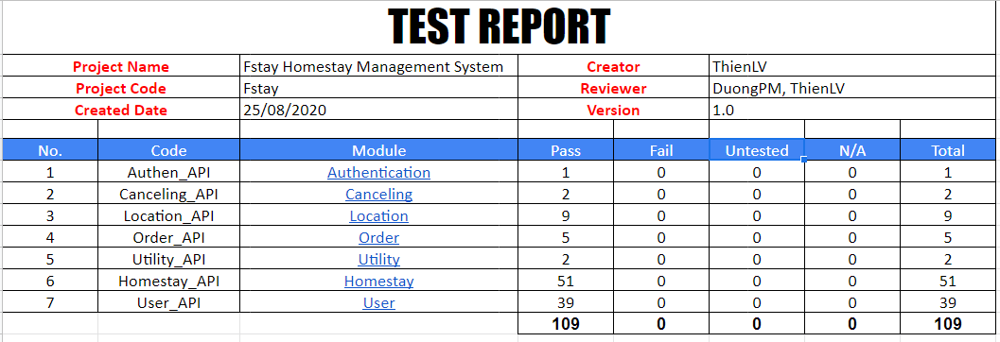 TEST REPORT
Project Name Fstay Homestay Management System Creator ThienLV
Project Code Fstay Reviewer DuongPM, ThienLV
Created Date 25/08/2020 Version 1.0
No. Code Module Pass Fail Untested N/A Total
1 Authen_API Authentication 1 0 0 0 1
2 Canceling_API Canceling 2 0 0 0 2
3 Location_API Location 9 0 0 0 9
4 Order_API Order 5 0 0 0 5
5 Utility_API Utility 2 0 0 0 2
6 Homestay_API Homestay 51 0 0 0 51
7 User_API User 39 0 0 0 39
109 0 0 0 109